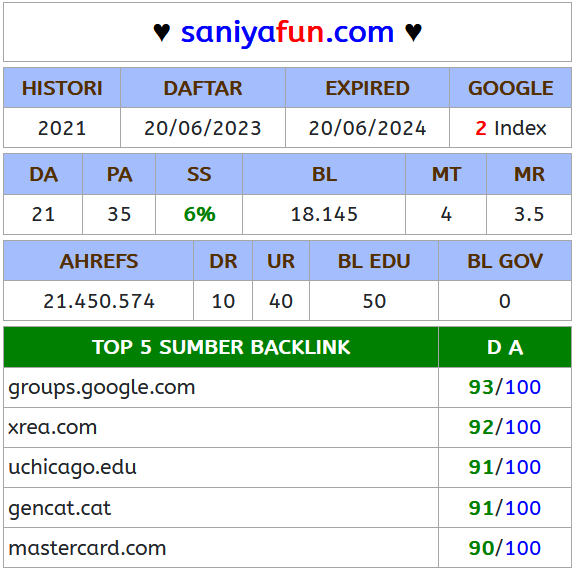 ♥ saniyafun.com ♥
HISTORI DAFTAR EXPIRED GOOGLE
2021 20/06/2023 20/06/2024 2 Index
DA PA SS BL MT MR
21 35 6% 18.145 4 3.5
AHREFS DR UR BL EDU BL GOV
21.450.574 10 40 50 0
TOP 5 SUMBER BACKLINK D A
groups.google.com 93/100
xrea.com 92/100
uchicago.edu 91/100
gencat.cat 91/100
mastercard.com 90/100